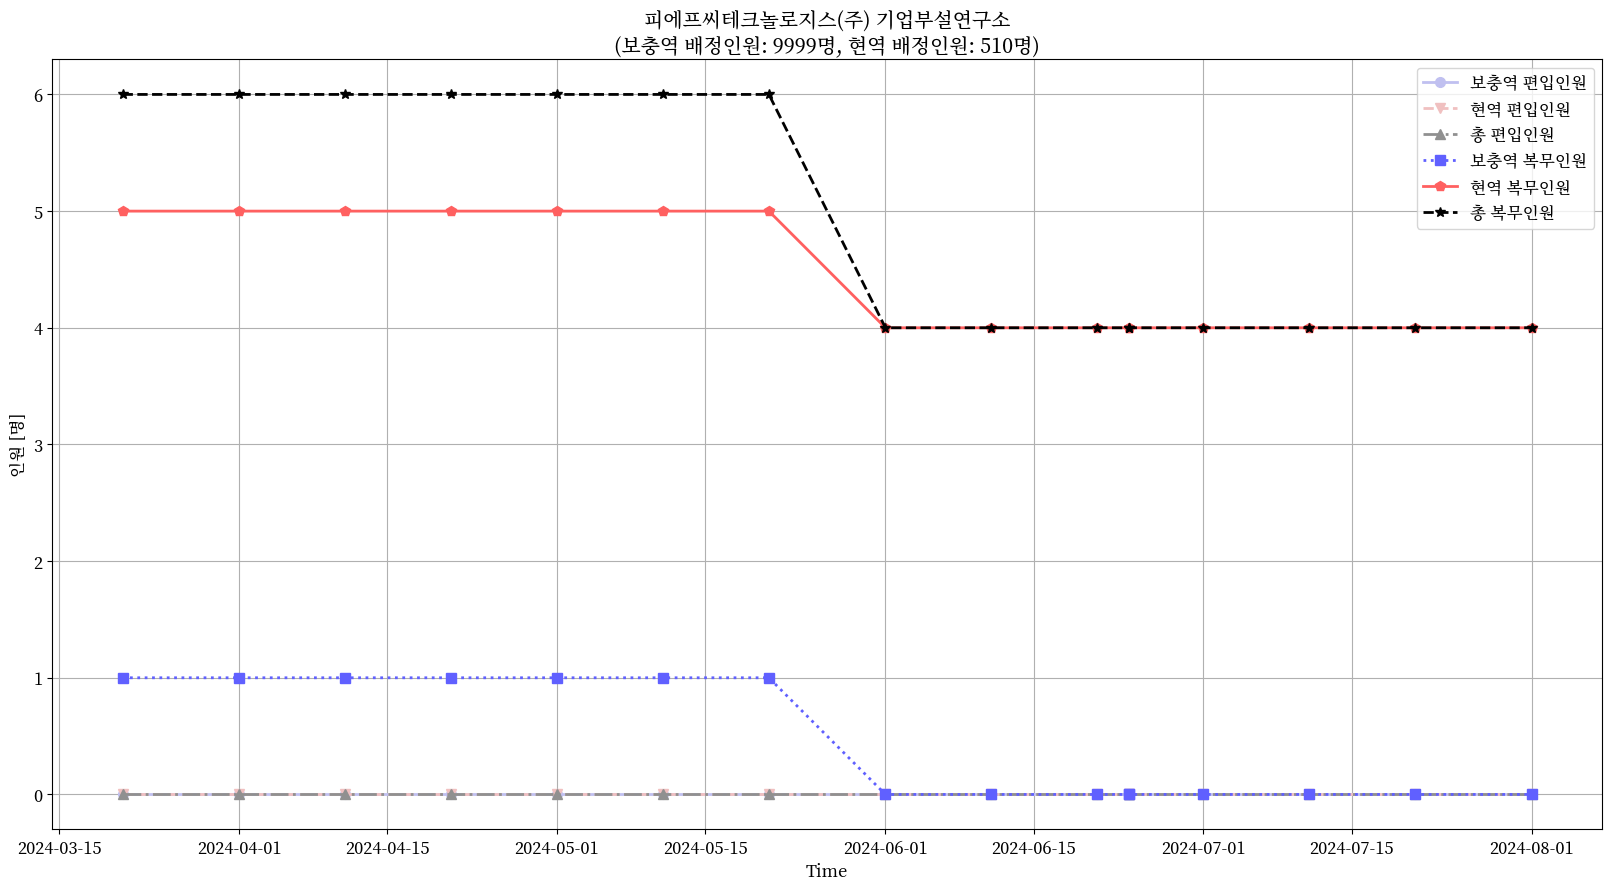 피에프씨테크놀로지스(주) 기업부설연구소
(보충역 배정인원: 9999명, 현역 배정인원: 510명)
보충역 편입인원
현역 편입인원
총 편입인원
보충역 복무인원
현역 복무인원
총 복무인원
인원 [명]
6
5
4
3
2
1
0
2024-03-15
2024-04-01
2024-04-15
2024-05-01
2024-05-15
2024-06-01
2024-06-15
2024-07-01
2024-07-15
2024-08-01
Time